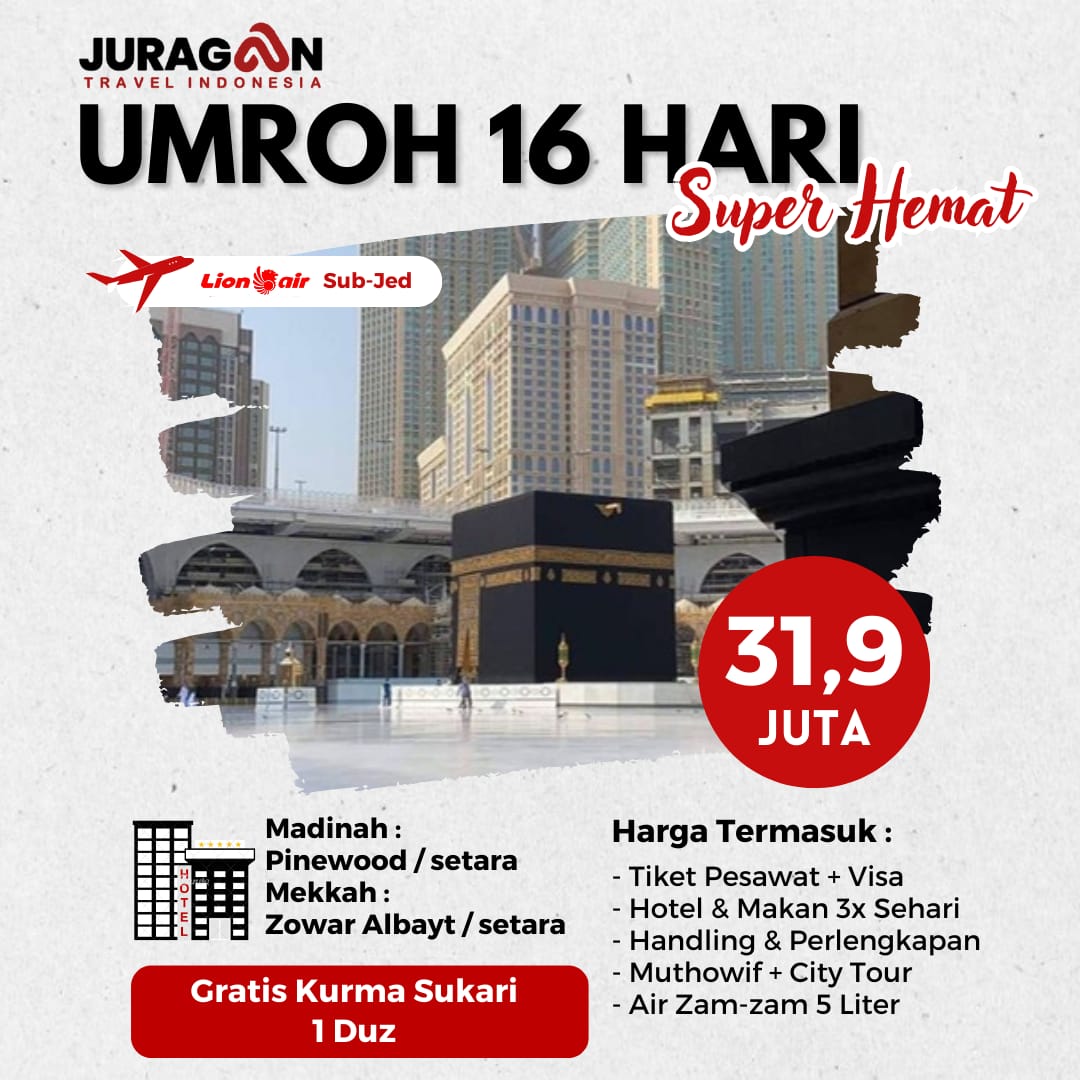 JURAGAAN
TRAVEL INDONESIA
UMROH 16 HARI
Super Hemat
Lion air Sub-Jed
31,9
JUTA
HOTEL
Madinah :
Pinewood / setara
Mekkah :
Zowar Albayt / setara
Gratis Kurma Sukari
1 Duz
Harga Termasuk :
- Tiket Pesawat + Visa
- Hotel & Makan 3x Sehari
- Handling & Perlengkapan
- Muthowif + City Tour
- Air Zam-zam 5 Liter